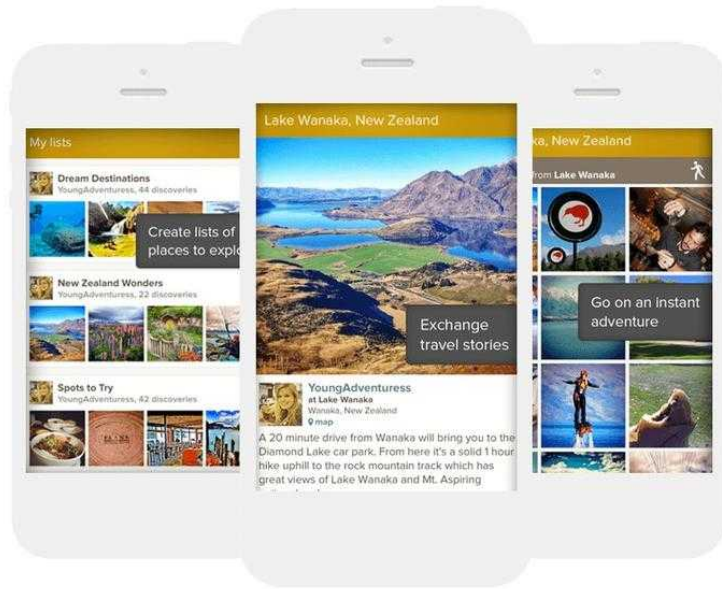 My lists
Dream Destinations
YoungAdventuress, 44 discoveries
Create lists of
places to explo
New Zealand Wonders
YoungAdventuress, 22 discoveries
Spots to Try
YoungAdventuress, 42 discoveries
Lake Wanaka, New Zealand
Exchange
travel stories
YoungAdventuress
at Lake Wanaka
Wanaka, New Zealand
map
A 20 minute drive from Wanaka will bring you to the
Diamond Lake car park. From here it's a solid 1 hour
hike uphill to the rock mountain track which has
great views of Lake Wanaka and Mt. Aspiring
ka, New Zealand
from Lake Wanaka
Go on an instant
adventure